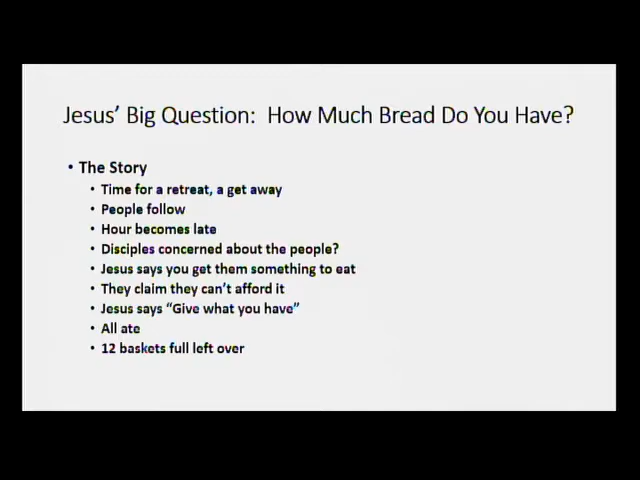 Jesus’ Big Question:  How Much Bread Do You Have?
• The Story
• Time for a retreat, a get away
• People follow
• Hour becomes late
• Disciples concerned about the people?
• Jesus says you get them something to eat
• They claim they can’t afford it
• Jesus says “Give what you have”
• All ate
• 12 baskets full left over